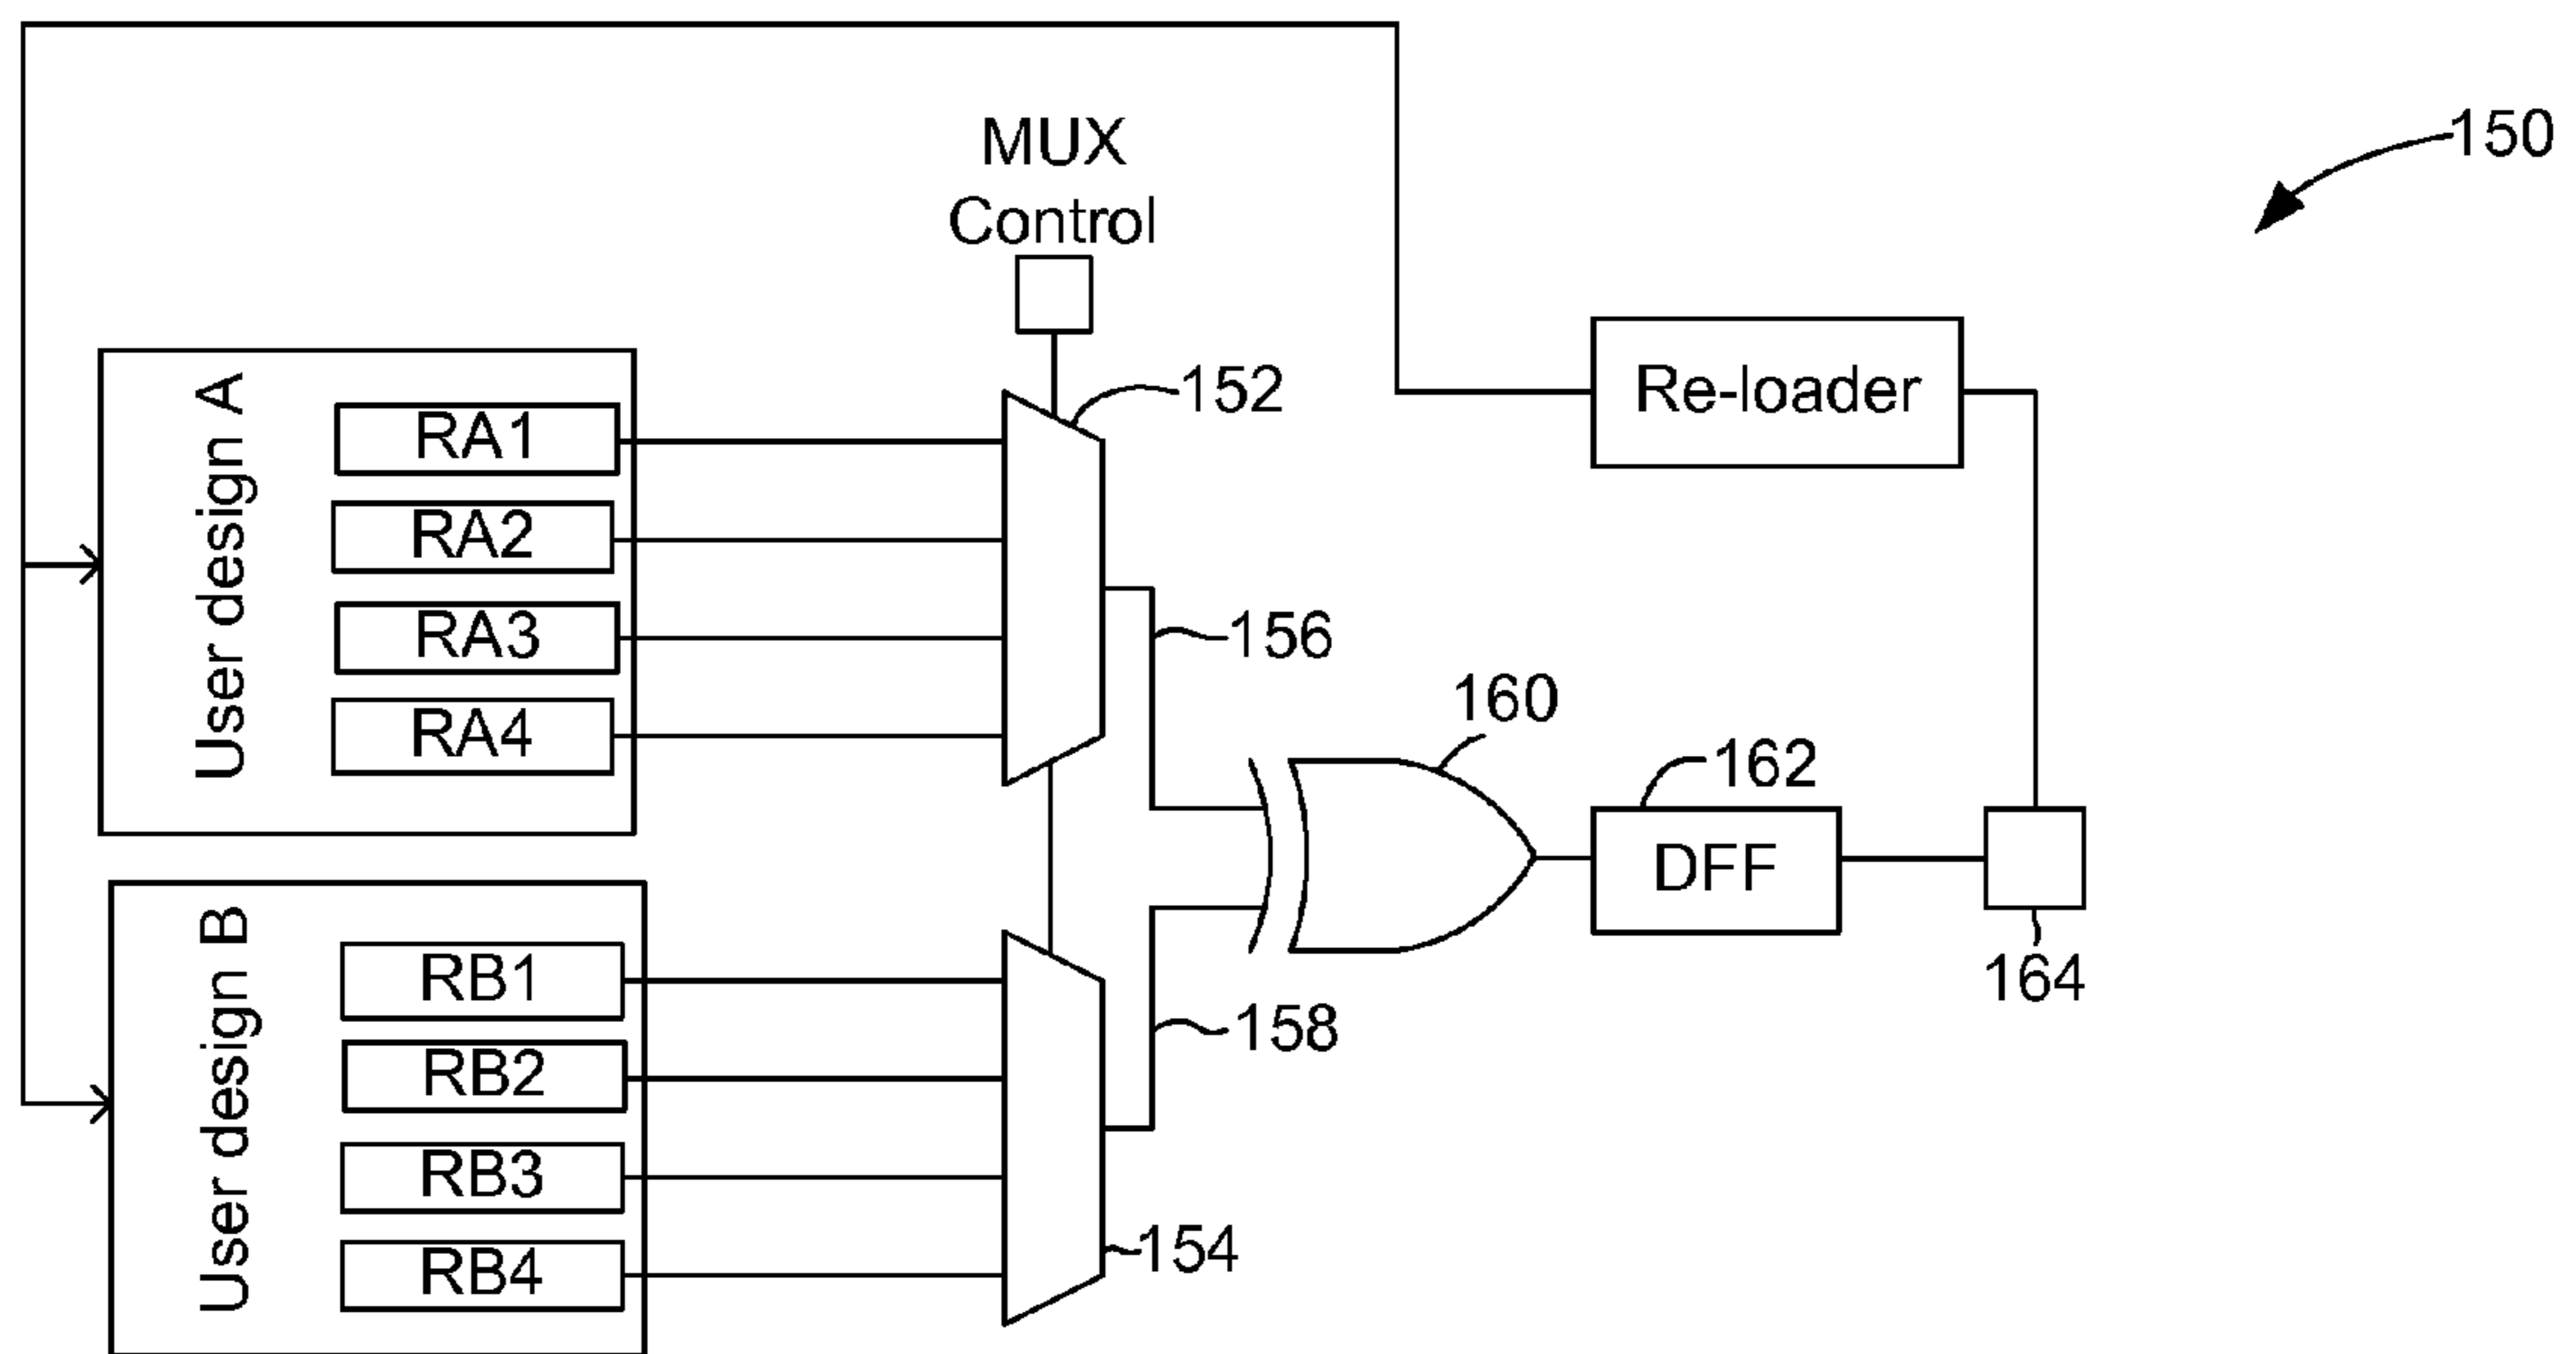 MUX
Control
150
Re-loader
User design A
RA1
RA2
RA3
RA4
152
156
160
162
DFF
164
User design B
RB1
RB2
RB3
RB4
158
154